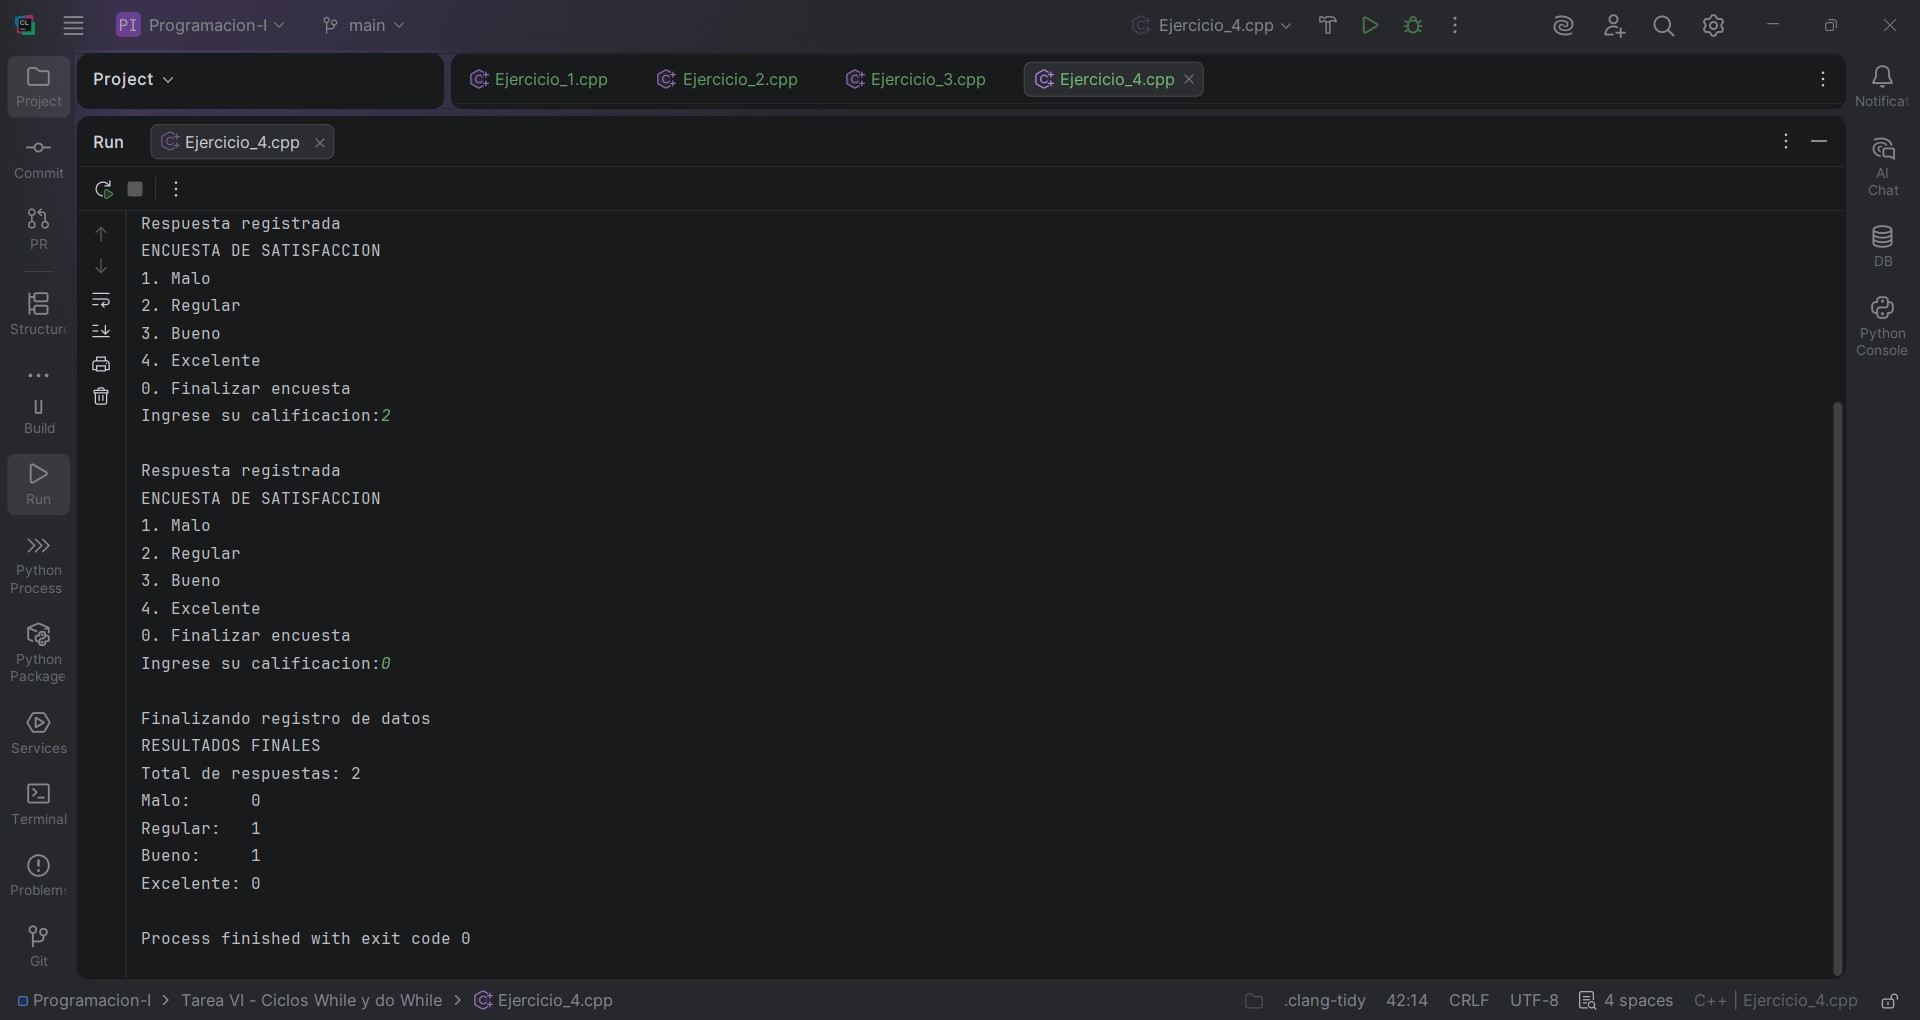 PI Programacion-I main Ejercicio_4.cpp
Project Project Ejercicio_1.cpp Ejercicio_2.cpp Ejercicio_3.cpp Ejercicio_4.cpp Notificat
Run Ejercicio_4.cpp
Commit
AI Chat
PR
DB
Structur
Python Console
Build
Run
Python Process
Python Package
Services
Terminal
Problem
Git
Respuesta registrada
ENCUESTA DE SATISFACCION
1. Malo
2. Regular
3. Bueno
4. Excelente
0. Finalizar encuesta
Ingrese su calificacion:2
Respuesta registrada
ENCUESTA DE SATISFACCION
1. Malo
2. Regular
3. Bueno
4. Excelente
0. Finalizar encuesta
Ingrese su calificacion:0
Finalizando registro de datos
RESULTADOS FINALES
Total de respuestas: 2
Malo: 0
Regular: 1
Bueno: 1
Excelente: 0
Process finished with exit code 0
Programacion-I > Tarea VI - Ciclos While y do While > Ejercicio_4.cpp .clang-tidy 42:14 CRLF UTF-8 4 spaces C++ | Ejercicio_4.cpp